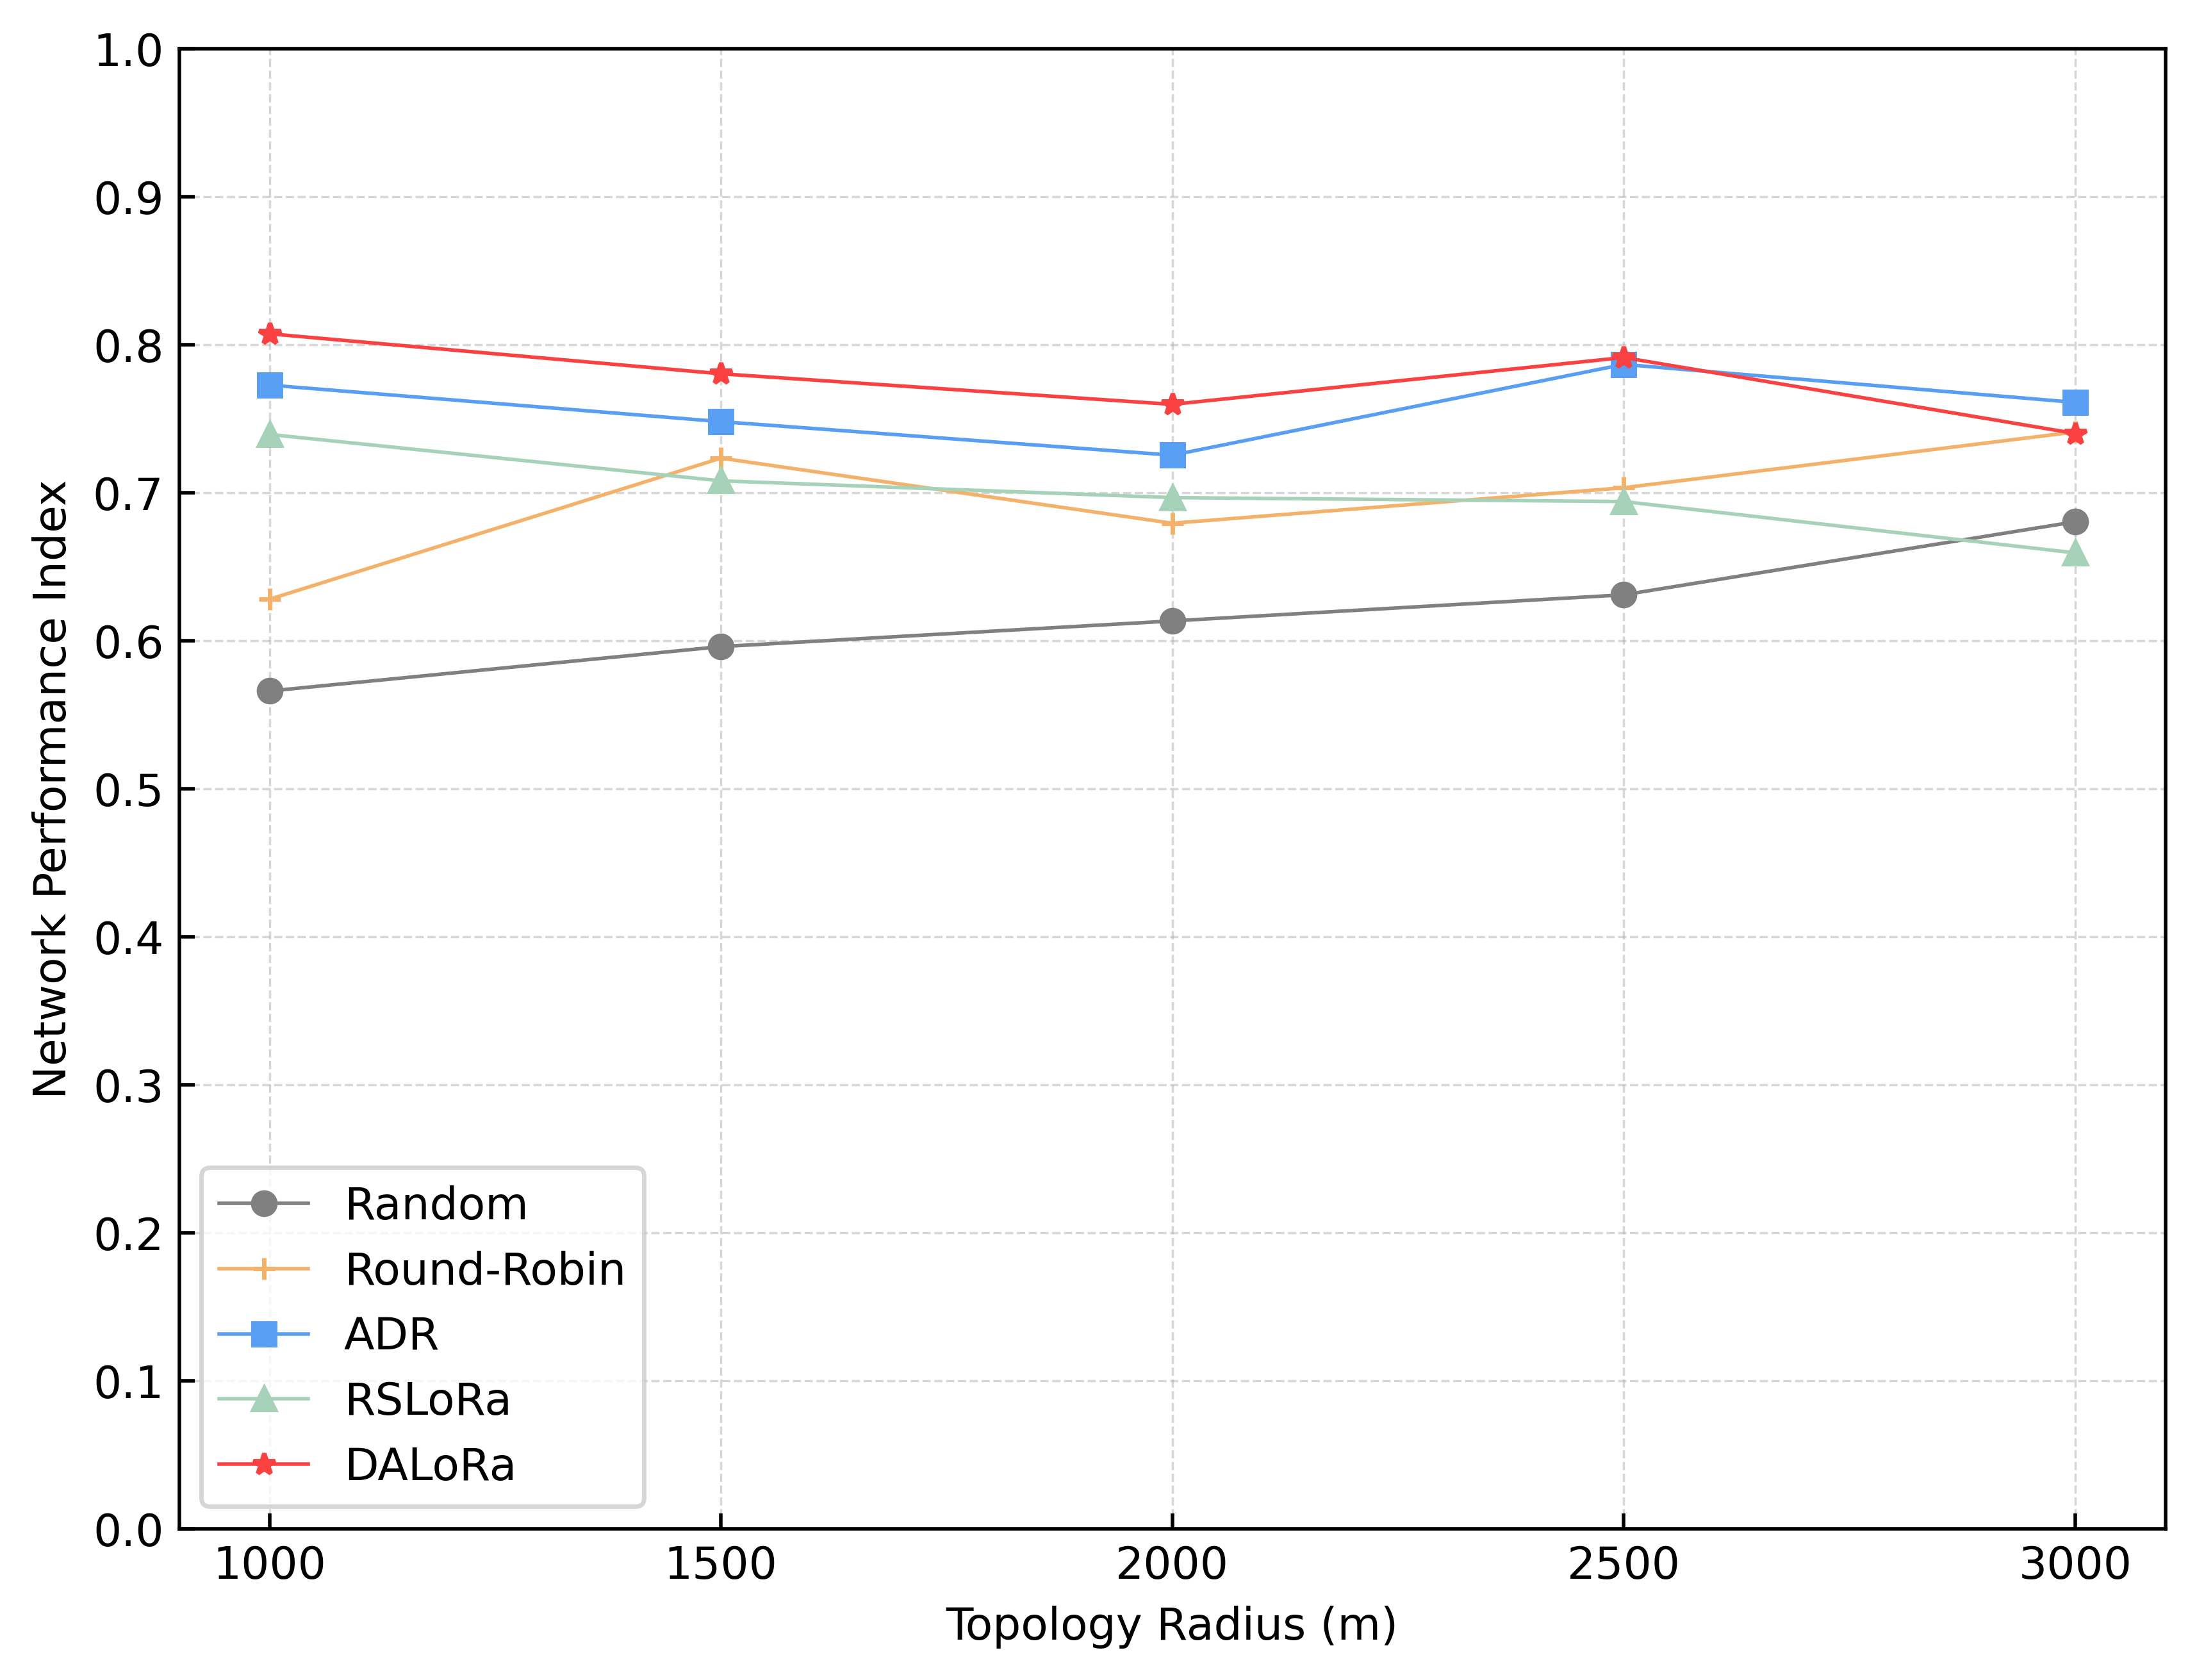 Network Performance Index
1.0
0.9
0.8
0.7
0.6
0.5
0.4
0.3
0.2
0.1
0.0
Random
Round-Robin
ADR
RSLoRa
DALoRa
1000 1500 2000 2500 3000
Topology Radius (m)